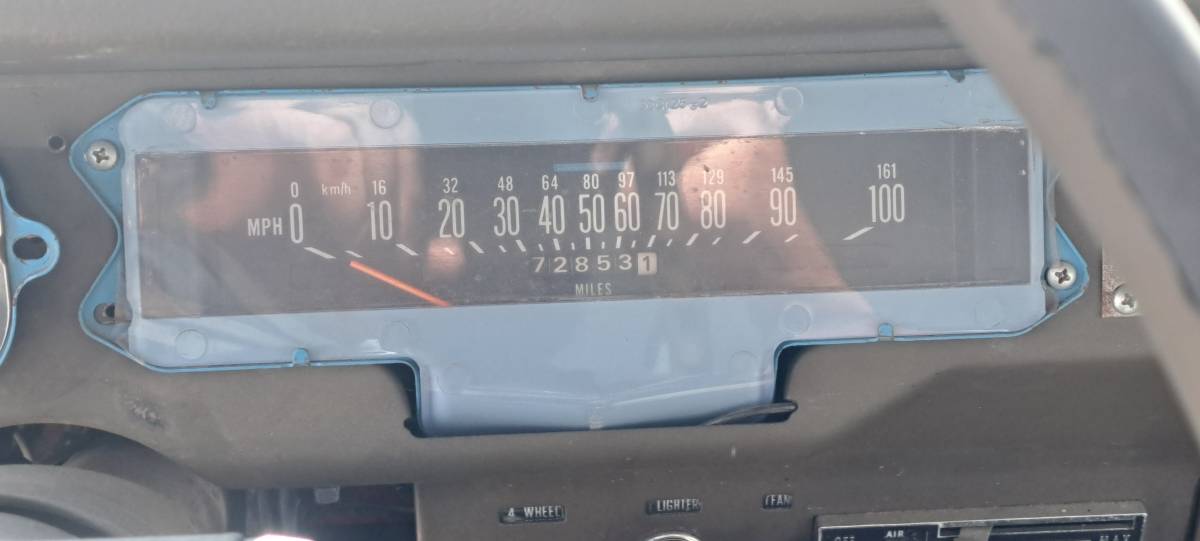 0 km/h 16 32 48 64 80 97 113 129 145 161
MPH 0 10 20 30 40 50 60 70 80 90 100
728531
MILES
4 WHEEL LIGHTER FAN
AIR